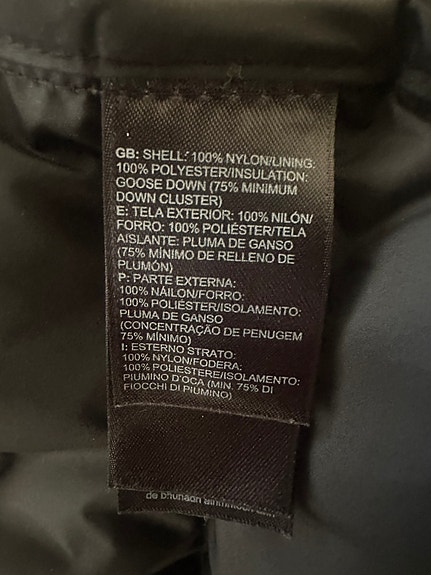 GB: SHELL: 100% NYLON/LINING:
100% POLYESTER/INSULATION:
GOOSE DOWN (75% MINIMUM
DOWN CLUSTER)
E: TELA EXTERIOR: 100% NILÓN/
FORRO: 100% POLIÉSTER/TELA
AISLANTE: PLUMA DE GANSO
(75% MÍNIMO DE RELLENO DE
PLUMÓN)
P: PARTE EXTERNA:
100% NÁILON/FORRO:
100% POLIÉSTER/ISOLAMENTO:
PLUMA DE GANSO
(CONCENTRAÇÃO DE PENUGEM
75% MÍNIMO)
I: ESTERNO STRATO:
100% NYLON/FODERA:
100% POLIESTERE/ISOLAMENTO:
PIUMINO D'OCA (MIN. 75% DI
FIOCCHI DI PIUMINO)
de